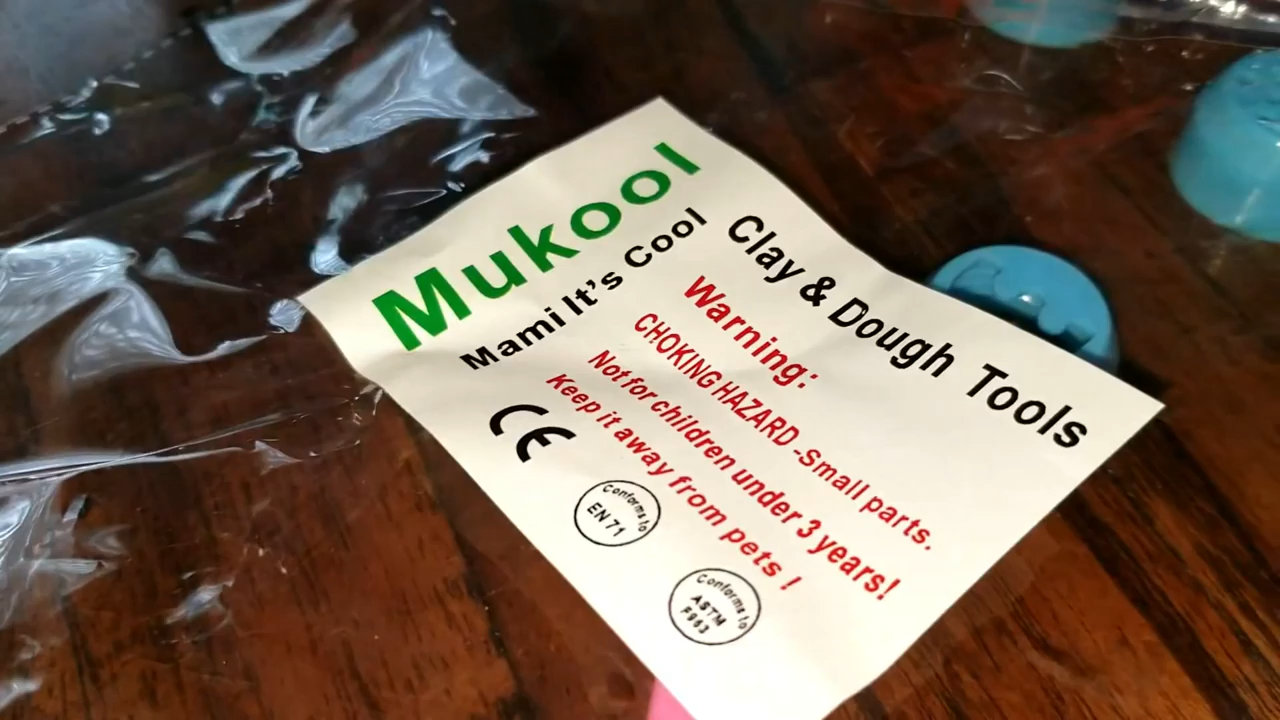 Mukool
Mami It's Cool
Clay & Dough Tools
Warning:
CHOKING HAZARD -Small parts.
Not for children under 3 years!
Keep it away from pets !
CE
Conforms to
EN 71
Conforms to
ASTM
F963